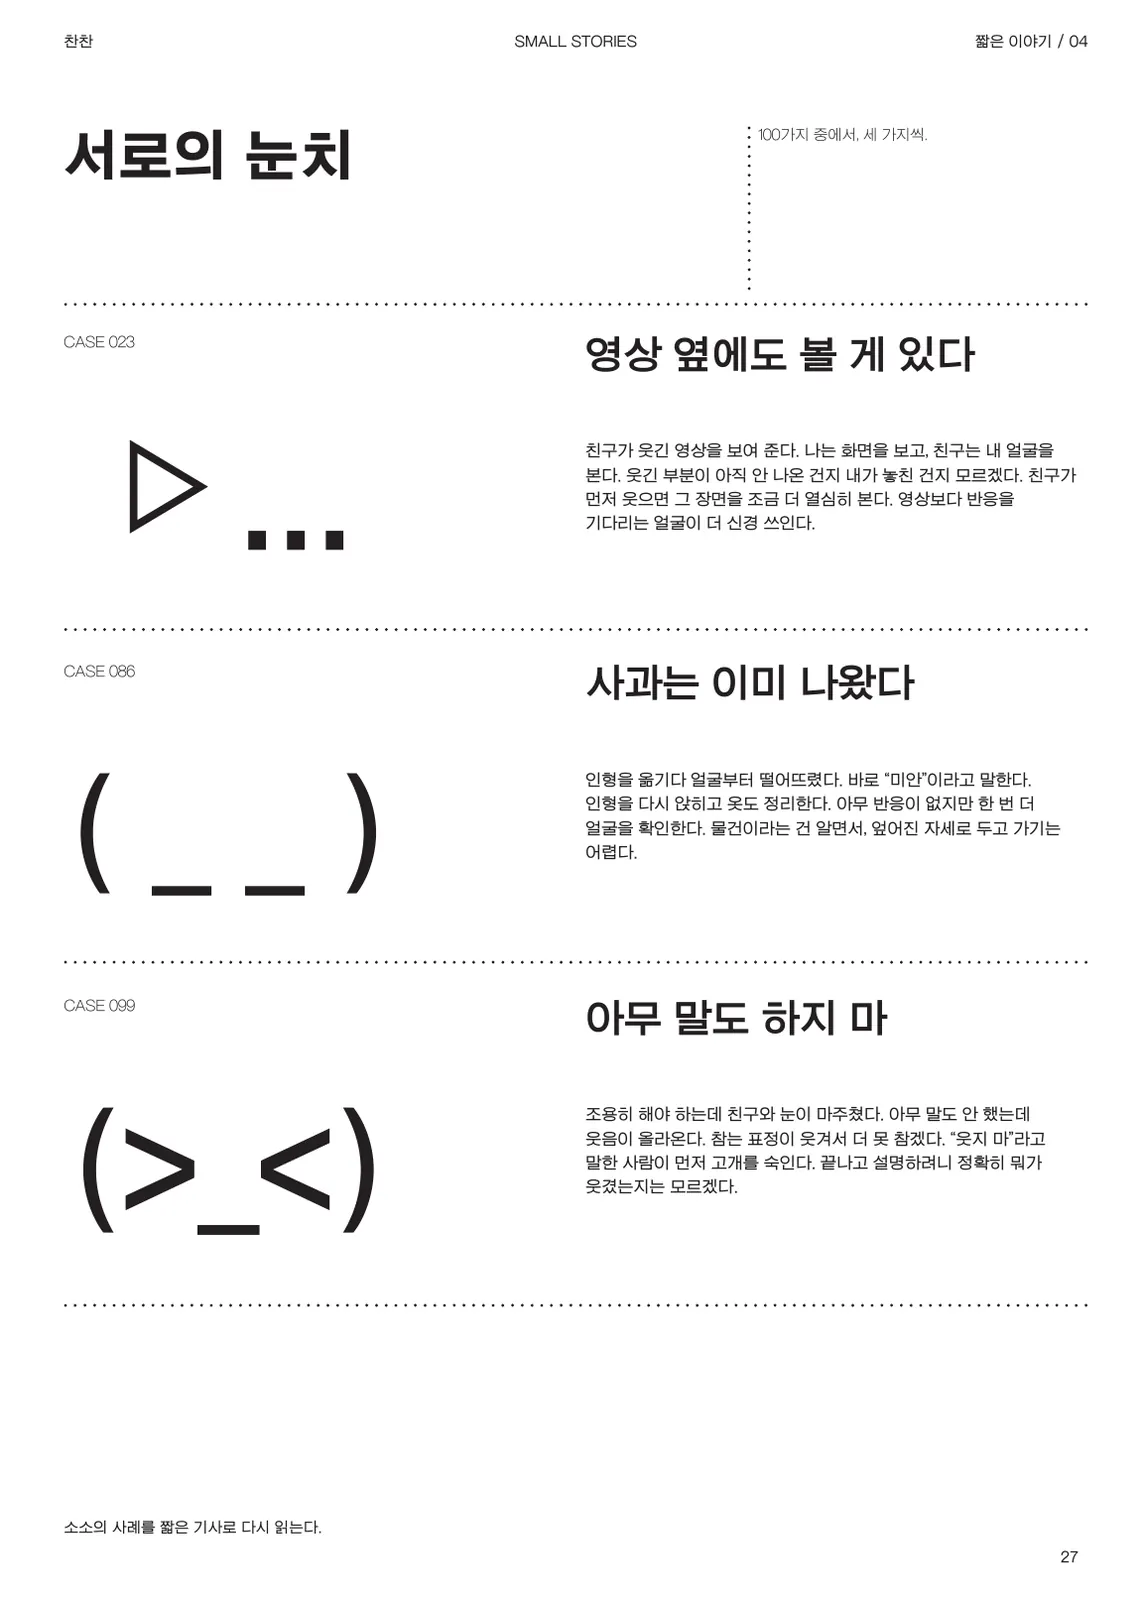 찬찬
SMALL STORIES
짧은 이야기 / 04
서로의 눈치
100가지 중에서, 세 가지씩.
CASE 023
영상 옆에도 볼 게 있다
▷ ...
친구가 웃긴 영상을 보여 준다. 나는 화면을 보고, 친구는 내 얼굴을
본다. 웃긴 부분이 아직 안 나온 건지 내가 놓친 건지 모르겠다. 친구가
먼저 웃으면 그 장면을 조금 더 열심히 본다. 영상보다 반응을
기다리는 얼굴이 더 신경 쓰인다.
CASE 086
사과는 이미 나왔다
( _ _ )
인형을 옮기다 얼굴부터 떨어뜨렸다. 바로 “미안”이라고 말한다.
인형을 다시 앉히고 옷도 정리한다. 아무 반응이 없지만 한 번 더
얼굴을 확인한다. 물건이라는 건 알면서, 엎어진 자세로 두고 가기는
어렵다.
CASE 099
아무 말도 하지 마
(>_<)
조용히 해야 하는데 친구와 눈이 마주쳤다. 아무 말도 안 했는데
웃음이 올라온다. 참는 표정이 웃겨서 더 못 참겠다. “웃지 마”라고
말한 사람이 먼저 고개를 숙인다. 끝나고 설명하려니 정확히 뭐가
웃겼는지는 모르겠다.
소소의 사례를 짧은 기사로 다시 읽는다.
27